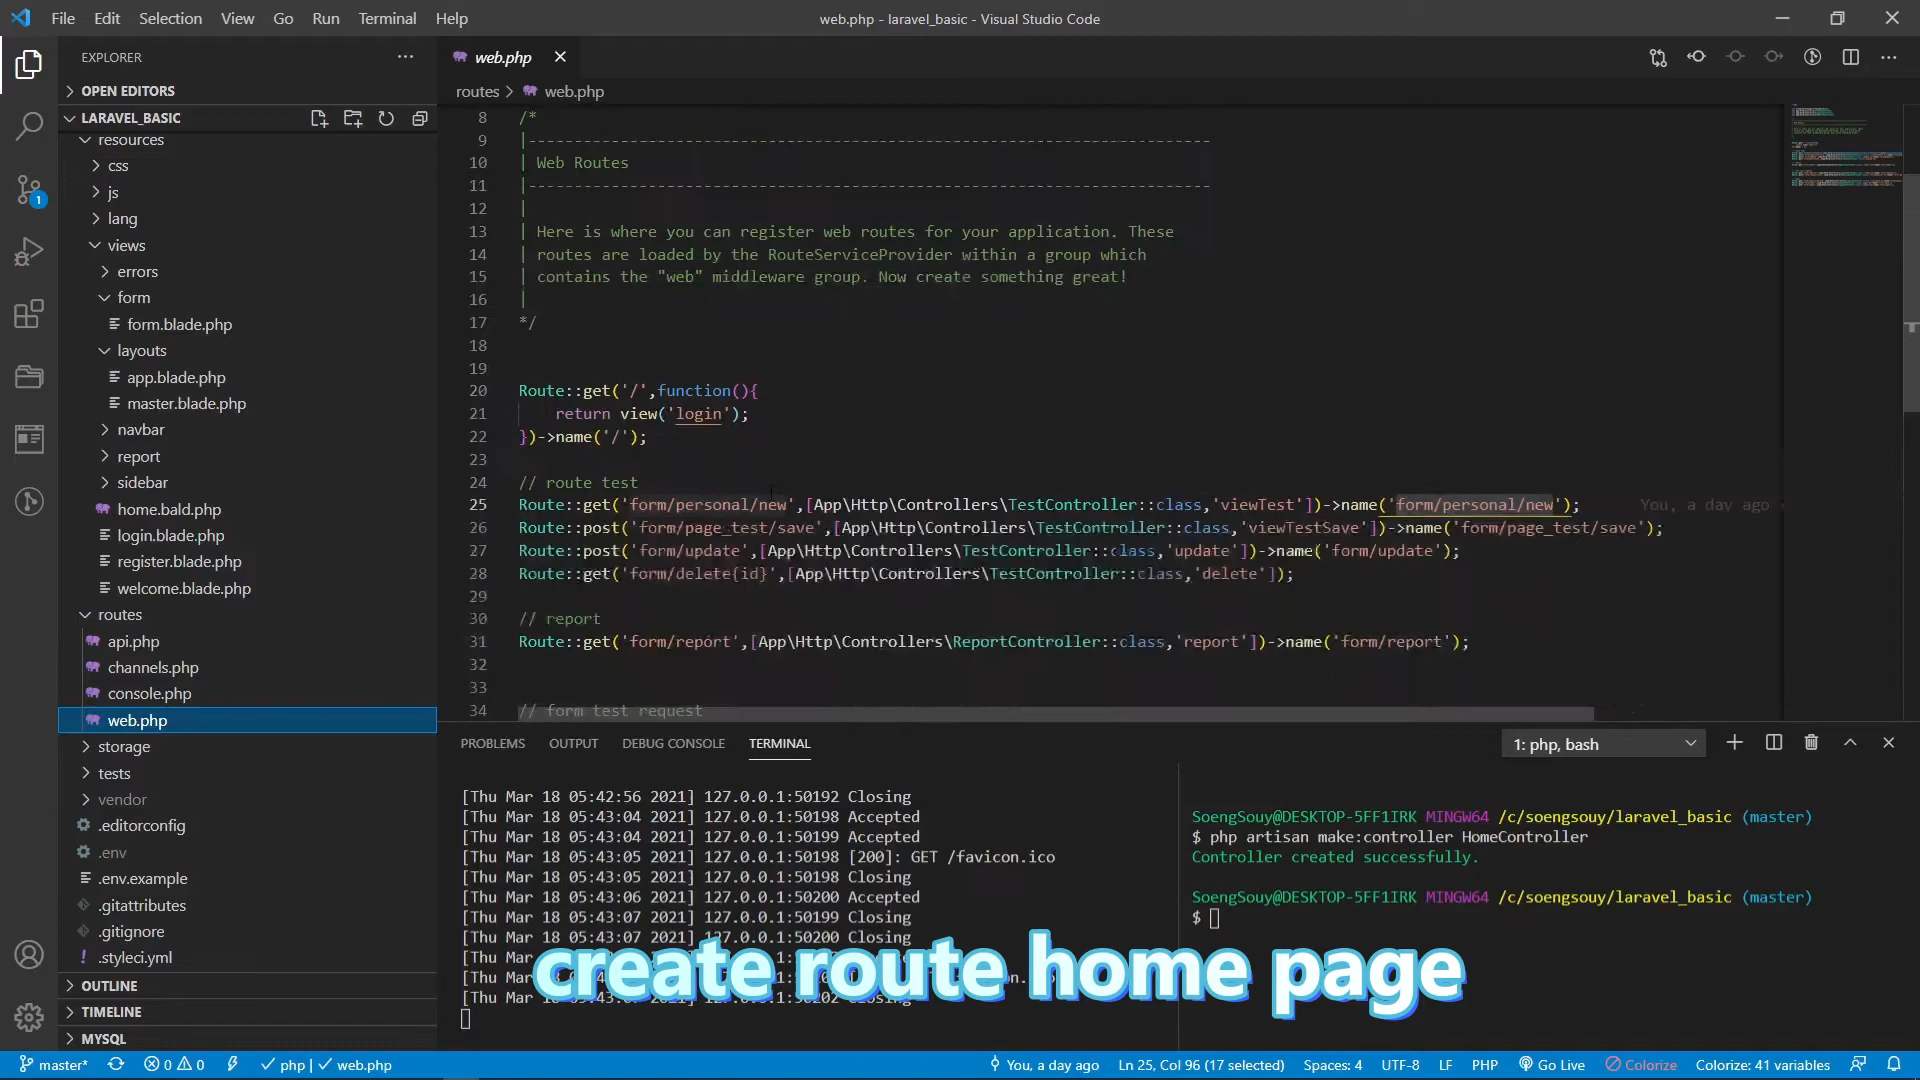 File Edit Selection View Go Run Terminal Help
web.php - laravel_basic - Visual Studio Code
EXPLORER
OPEN EDITORS
LARAVEL_BASIC
resources
css
js
lang
views
errors
form
form.blade.php
layouts
app.blade.php
master.blade.php
navbar
report
sidebar
home.bald.php
login.blade.php
register.blade.php
welcome.blade.php
routes
api.php
channels.php
console.php
web.php
storage
tests
vendor
.editorconfig
.env
.env.example
.gitattributes
.gitignore
.styleci.yml
OUTLINE
TIMELINE
MYSQL
web.php
routes > web.php
8 /*
9 |--------------------------------------------------------------------------
10 | Web Routes
11 |--------------------------------------------------------------------------
12 |
13 | Here is where you can register web routes for your application. These
14 | routes are loaded by the RouteServiceProvider within a group which
15 | contains the "web" middleware group. Now create something great!
16 |
17 */
18
19
20 Route::get('/',function(){
21 return view('login');
22 })->name('/');
23
24 // route test
25 Route::get('form/personal/new',[App\Http\Controllers\TestController::class,'viewTest'])->name('form/personal/new'); You, a day ago
26 Route::post('form/page_test/save',[App\Http\Controllers\TestController::class,'viewTestSave'])->name('form/page_test/save');
27 Route::post('form/update',[App\Http\Controllers\TestController::class,'update'])->name('form/update');
28 Route::get('form/delete{id}',[App\Http\Controllers\TestController::class,'delete']);
29
30 // report
31 Route::get('form/report',[App\Http\Controllers\ReportController::class,'report'])->name('form/report');
32
33
34 // form test request
PROBLEMS OUTPUT DEBUG CONSOLE TERMINAL
1: php, bash
[Thu Mar 18 05:42:56 2021] 127.0.0.1:50192 Closing
[Thu Mar 18 05:43:04 2021] 127.0.0.1:50198 Accepted
[Thu Mar 18 05:43:04 2021] 127.0.0.1:50199 Accepted
[Thu Mar 18 05:43:05 2021] 127.0.0.1:50198 [200]: GET /favicon.ico
[Thu Mar 18 05:43:05 2021] 127.0.0.1:50198 Closing
[Thu Mar 18 05:43:06 2021] 127.0.0.1:50200 Accepted
[Thu Mar 18 05:43:07 2021] 127.0.0.1:50199 Closing
[Thu Mar 18 05:43:07 2021] 127.0.0.1:50200 Closing
[Thu Mar
[Thu Mar
[Thu Mar
SoengSouy@DESKTOP-5FF1IRK MINGW64 /c/soengsouy/laravel_basic (master)
$ php artisan make:controller HomeController
Controller created successfully.
SoengSouy@DESKTOP-5FF1IRK MINGW64 /c/soengsouy/laravel_basic (master)
$
create route home page
master* 0 0 php | web.php
You, a day ago Ln 25, Col 96 (17 selected) Spaces: 4 UTF-8 LF PHP Go Live Colorize Colorize: 41 variables
1